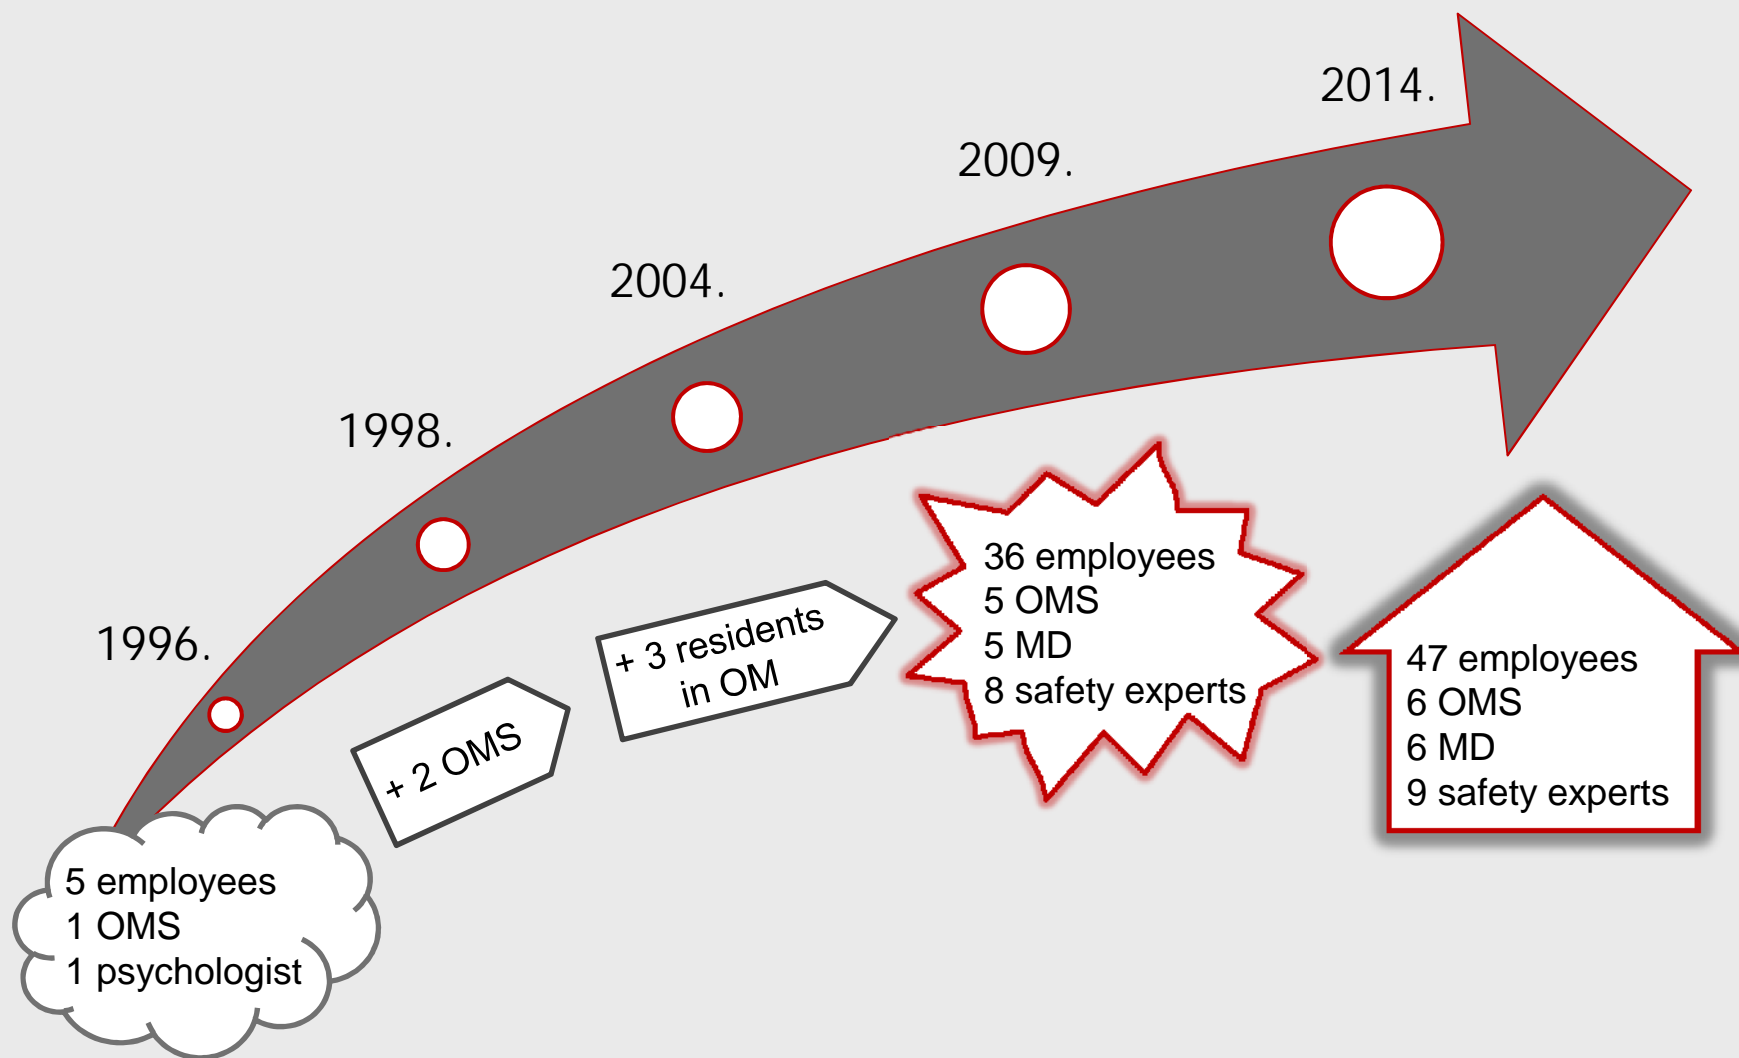 2014.
2009.
2004.
1998.
1996.
5 employees
1 OMS
1 psychologist
+ 2 OMS
+ 3 residents
in OM
36 employees
5 OMS
5 MD
8 safety experts
47 employees
6 OMS
6 MD
9 safety experts